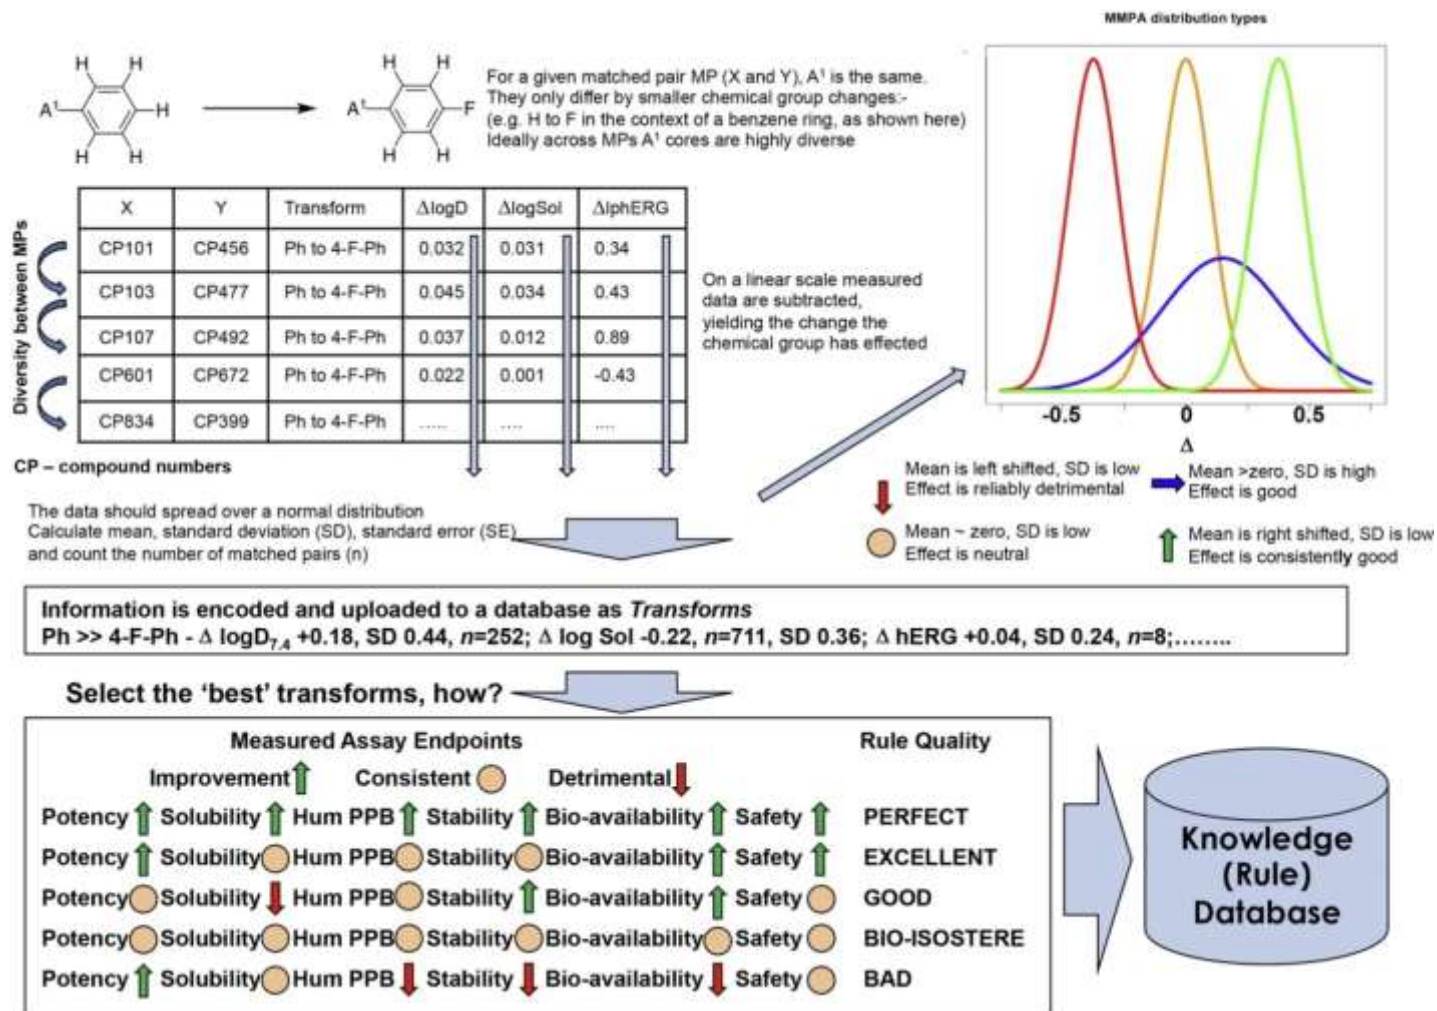 MMPA distribution types
H H
A¹ H
H H
H H
A¹ F
H H
For a given matched pair MP (X and Y), A¹ is the same.
They only differ by smaller chemical group changes:-
(e.g. H to F in the context of a benzene ring, as shown here)
Ideally across MPs A¹ cores are highly diverse
Diversity between MPs
X Y Transform ΔlogD ΔlogSol ΔlphERG
CP101 CP456 Ph to 4-F-Ph 0.032 0.031 0.34
CP103 CP477 Ph to 4-F-Ph 0.045 0.034 0.43
CP107 CP492 Ph to 4-F-Ph 0.037 0.012 0.89
CP601 CP672 Ph to 4-F-Ph 0.022 0.001 -0.43
CP834 CP399 Ph to 4-F-Ph ..... .... ....
CP – compound numbers
On a linear scale measured
data are subtracted,
yielding the change the
chemical group has effected
-0.5 0 0.5
Δ
Mean is left shifted, SD is low
Effect is reliably detrimental
Mean >zero, SD is high
Effect is good
Mean ~ zero, SD is low
Effect is neutral
Mean is right shifted, SD is low
Effect is consistently good
The data should spread over a normal distribution
Calculate mean, standard deviation (SD), standard error (SE)
and count the number of matched pairs (n)
Information is encoded and uploaded to a database as Transforms
Ph >> 4-F-Ph - Δ logD7.4 +0.18, SD 0.44, n=252; Δ log Sol -0.22, n=711, SD 0.36; Δ hERG +0.04, SD 0.24, n=8;........
Select the ‘best’ transforms, how?
Measured Assay Endpoints Rule Quality
Improvement Consistent Detrimental
Potency Solubility Hum PPB Stability Bio-availability Safety PERFECT
Potency Solubility Hum PPB Stability Bio-availability Safety EXCELLENT
Potency Solubility Hum PPB Stability Bio-availability Safety GOOD
Potency Solubility Hum PPB Stability Bio-availability Safety BIO-ISOSTERE
Potency Solubility Hum PPB Stability Bio-availability Safety BAD
Knowledge
(Rule)
Database